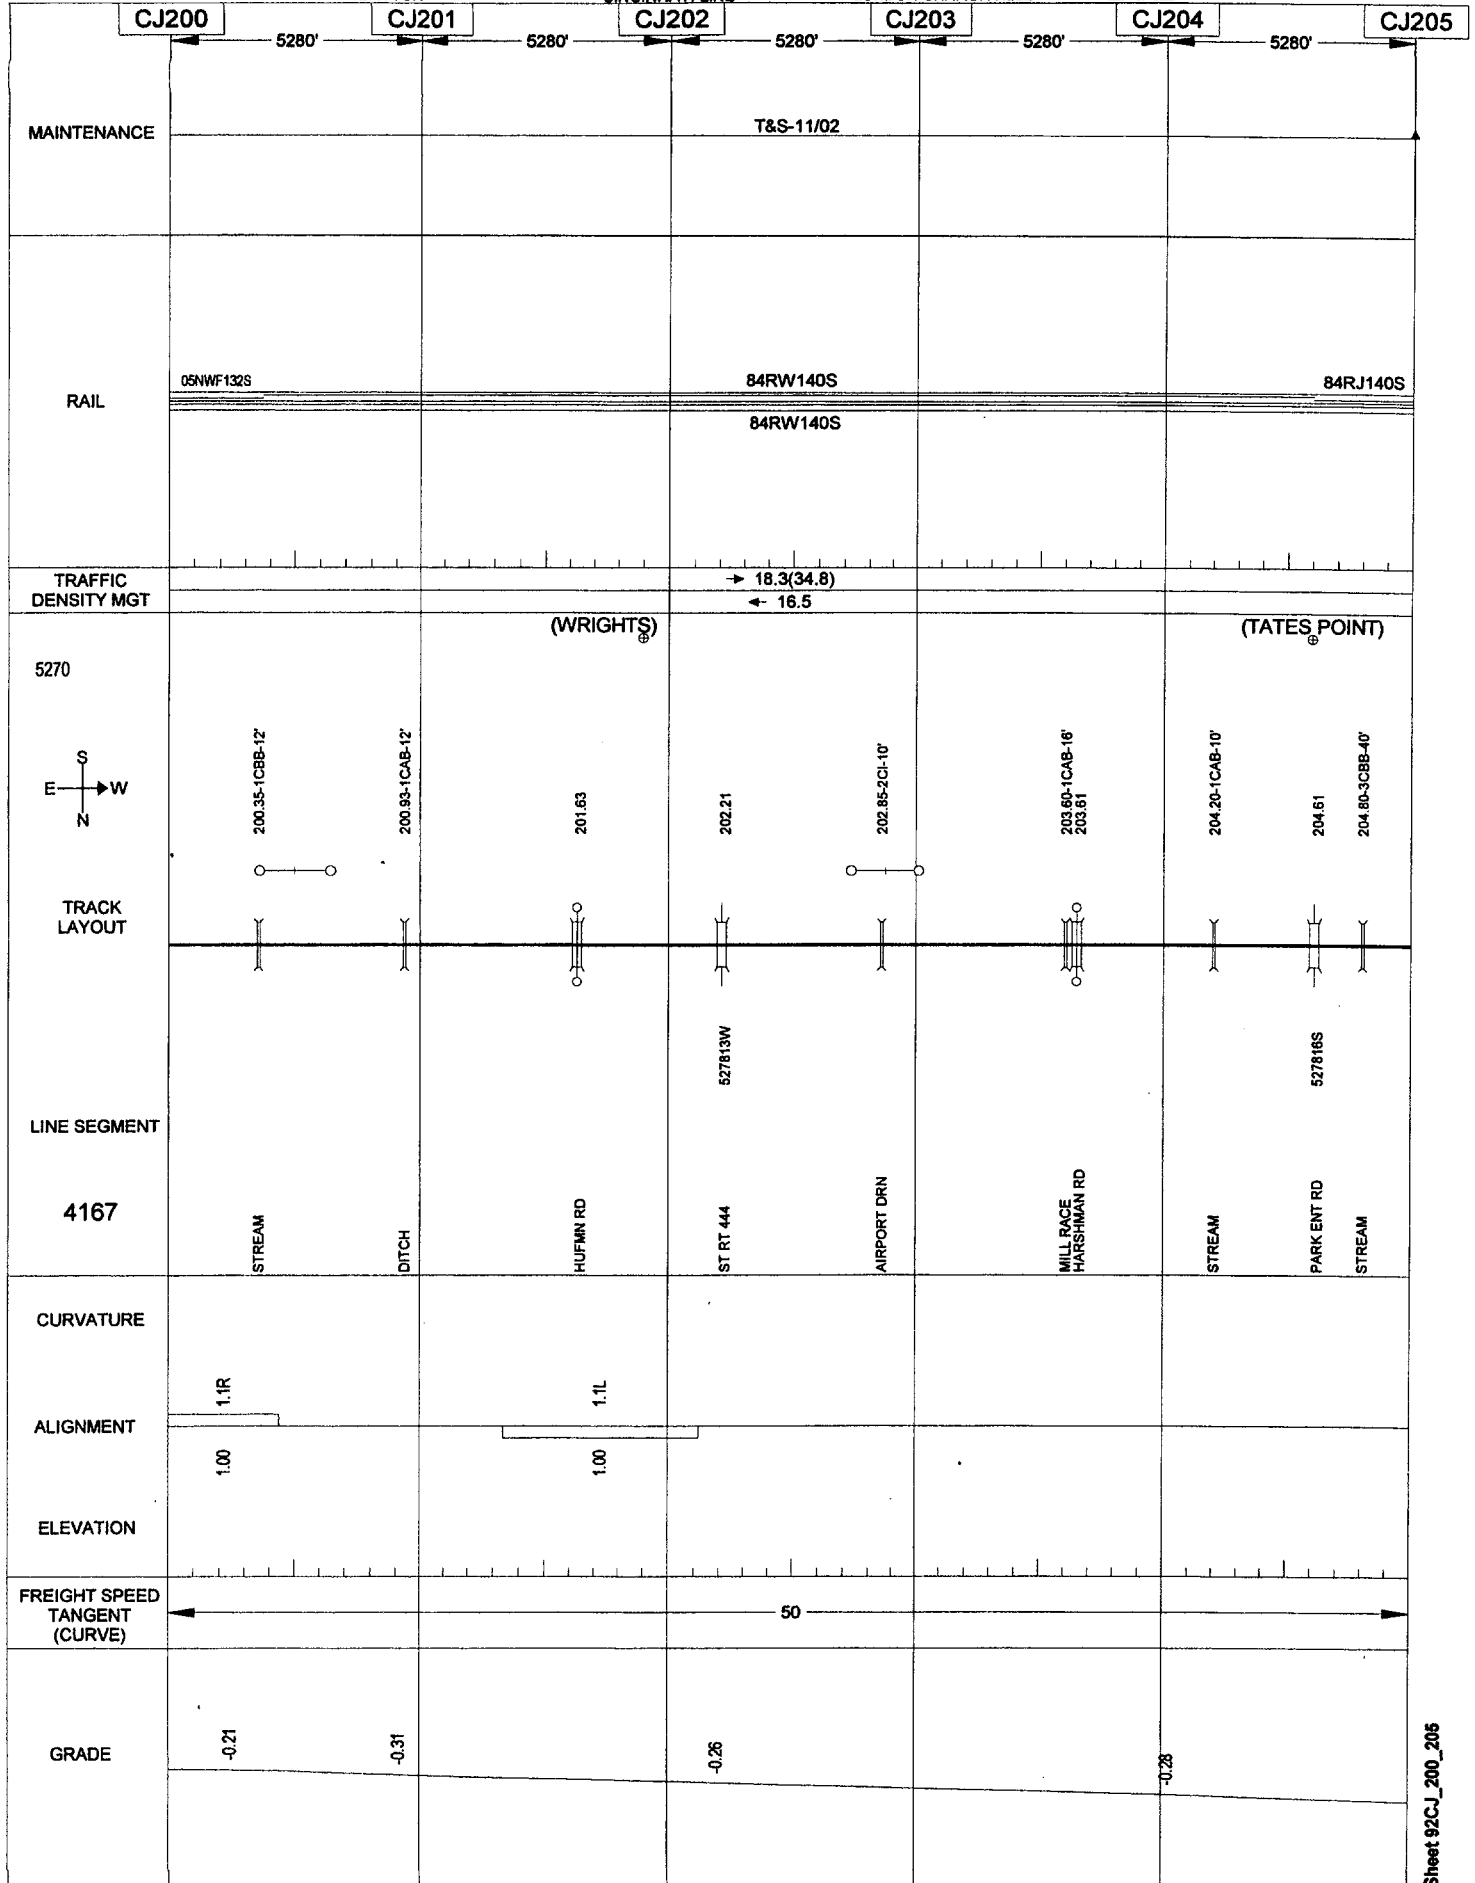 CJ200 CJ201 CJ202 CJ203 CJ204 CJ205
5280' 5280' 5280' 5280' 5280'
MAINTENANCE
T&S-11/02
RAIL
05NWF132S
84RW140S
84RJ140S
84RW140S
TRAFFIC
DENSITY MGT
18.3(34.8)
16.5
(WRIGHTS)
(TATES POINT)
5270
S
E W
N
200.35-1CBB-12'
200.93-1CAB-12'
201.63
202.21
202.85-2CI-10'
203.60-1CAB-16'
203.61
204.20-1CAB-10'
204.61
204.80-3CBB-40'
TRACK
LAYOUT
527813W
527816S
LINE SEGMENT
4167
STREAM
DITCH
HUFMN RD
ST RT 444
AIRPORT DRN
MILL RACE
HARSHMAN RD
STREAM
PARK ENT RD
STREAM
CURVATURE
1.1R
1.1L
ALIGNMENT
1.00
1.00
ELEVATION
FREIGHT SPEED
TANGENT
(CURVE)
50
GRADE
-0.21
-0.31
-0.26
-0.28
Sheet 92CJ_200_205